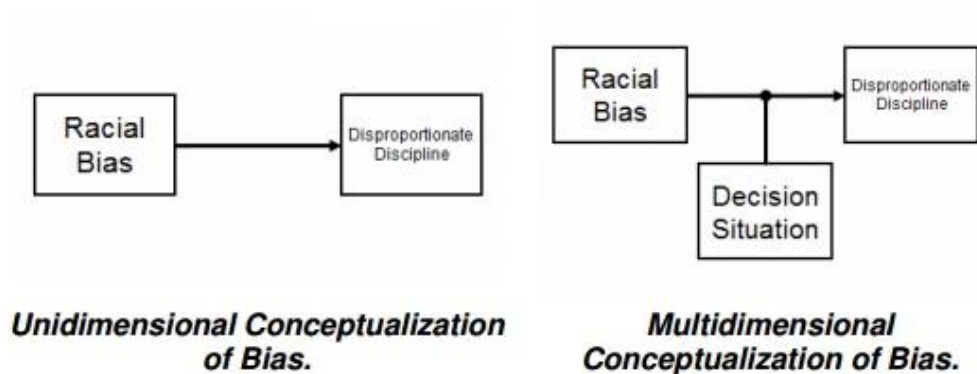 Racial
Bias
Disproportionate
Discipline
Unidimensional Conceptualization
of Bias.
Racial
Bias
Disproportionate
Discipline
Decision
Situation
Multidimensional
Conceptualization of Bias.